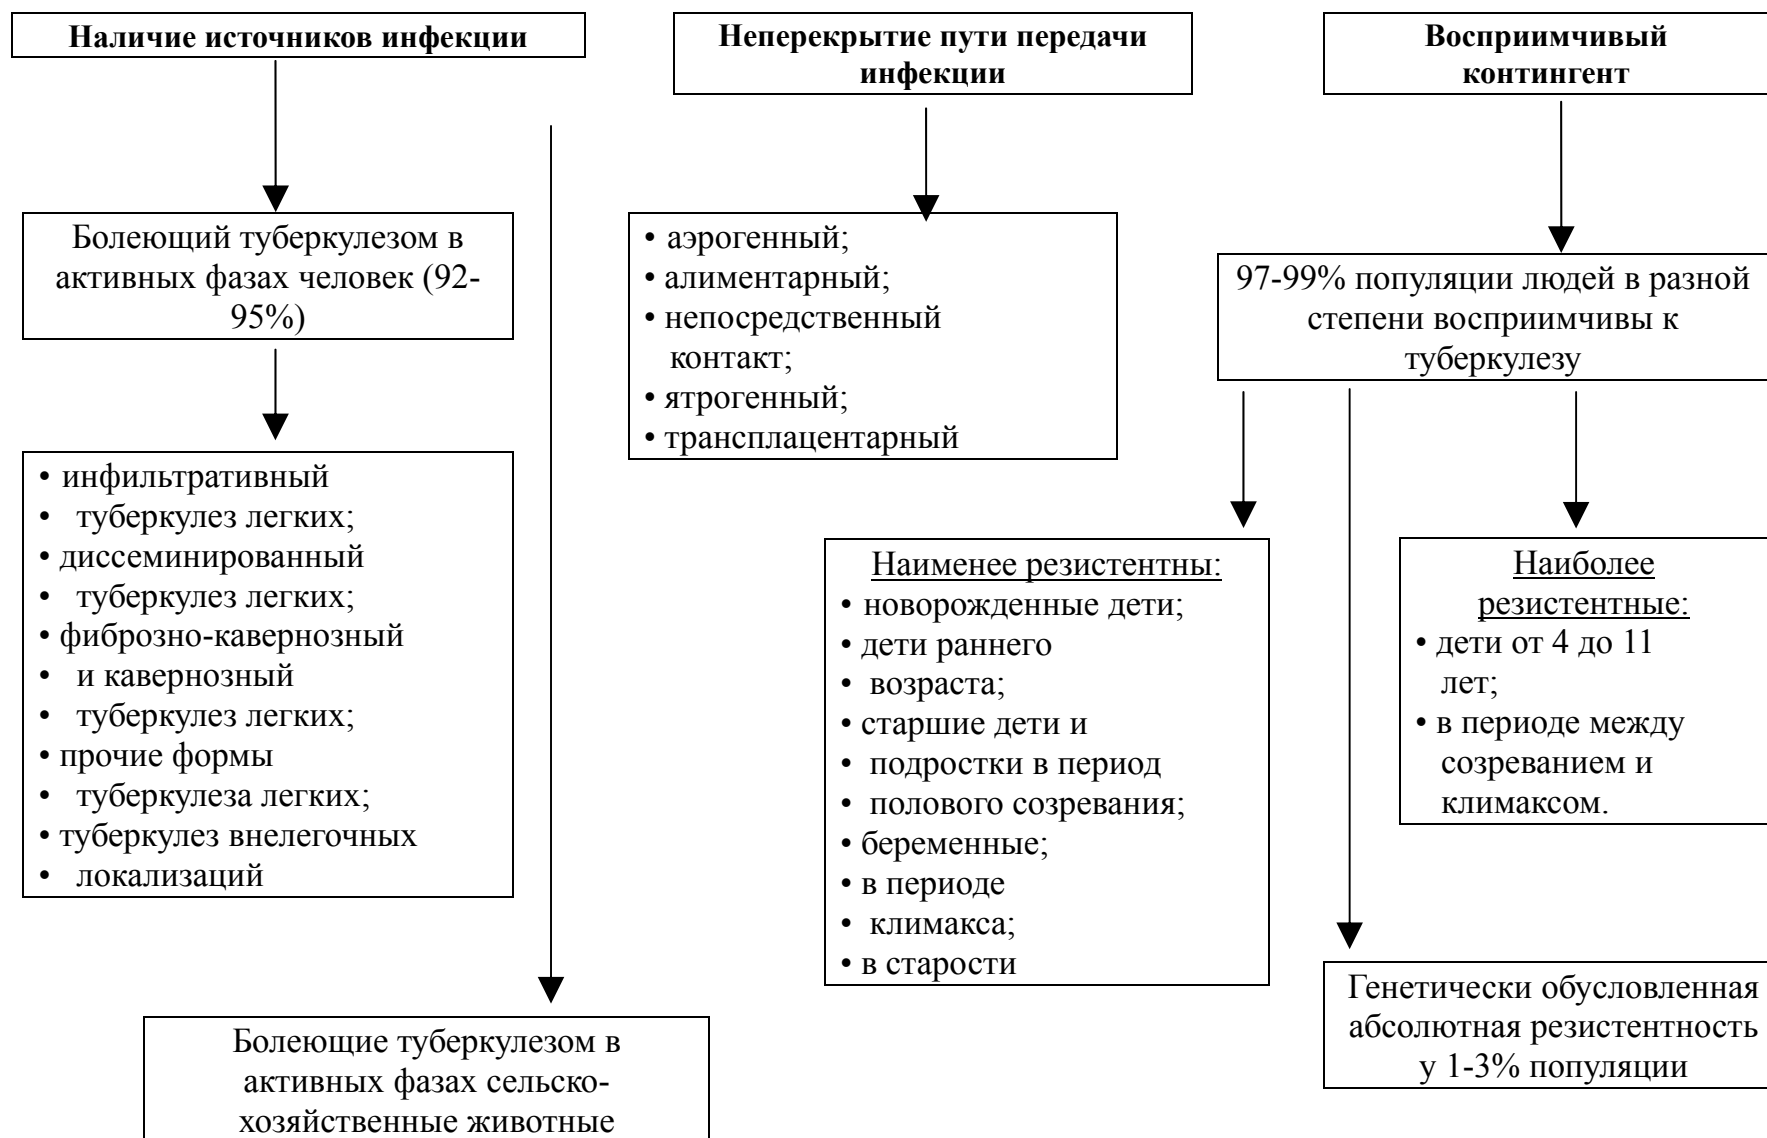 Наличие источников инфекции
Неперекрытие пути передачи
инфекции
Восприимчивый
контингент
Болеющий туберкулезом в
активных фазах человек (92-
95%)
• аэрогенный;
• алиментарный;
• непосредственный
контакт;
• ятрогенный;
• трансплацентарный
97-99% популяции людей в разной
степени восприимчивы к
туберкулезу
• инфильтративный
• туберкулез легких;
• диссеминированный
• туберкулез легких;
• фиброзно-кавернозный
• и кавернозный
• туберкулез легких;
• прочие формы
• туберкулеза легких;
• туберкулез внелегочных
• локализаций
Наименее резистентны:
• новорожденные дети;
• дети раннего
• возраста;
• старшие дети и
• подростки в период
• полового созревания;
• беременные;
• в периоде
• климакса;
• в старости
Наиболее
резистентные:
• дети от 4 до 11
лет;
• в периоде между
созреванием и
климаксом.
Генетически обусловленная
абсолютная резистентность
у 1-3% популяции
Болеющие туберкулезом в
активных фазах сельско-
хозяйственные животные